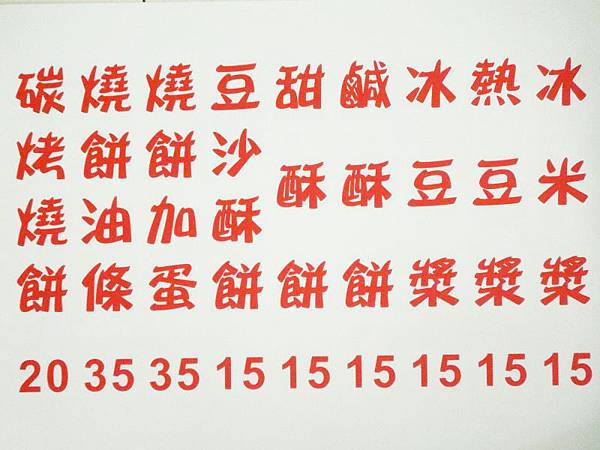 碳烤燒餅 20
燒餅油條 35
燒餅加蛋 35
豆沙酥餅 15
甜酥餅 15
鹹酥餅 15
冰豆漿 15
熱豆漿 15
冰米漿 15